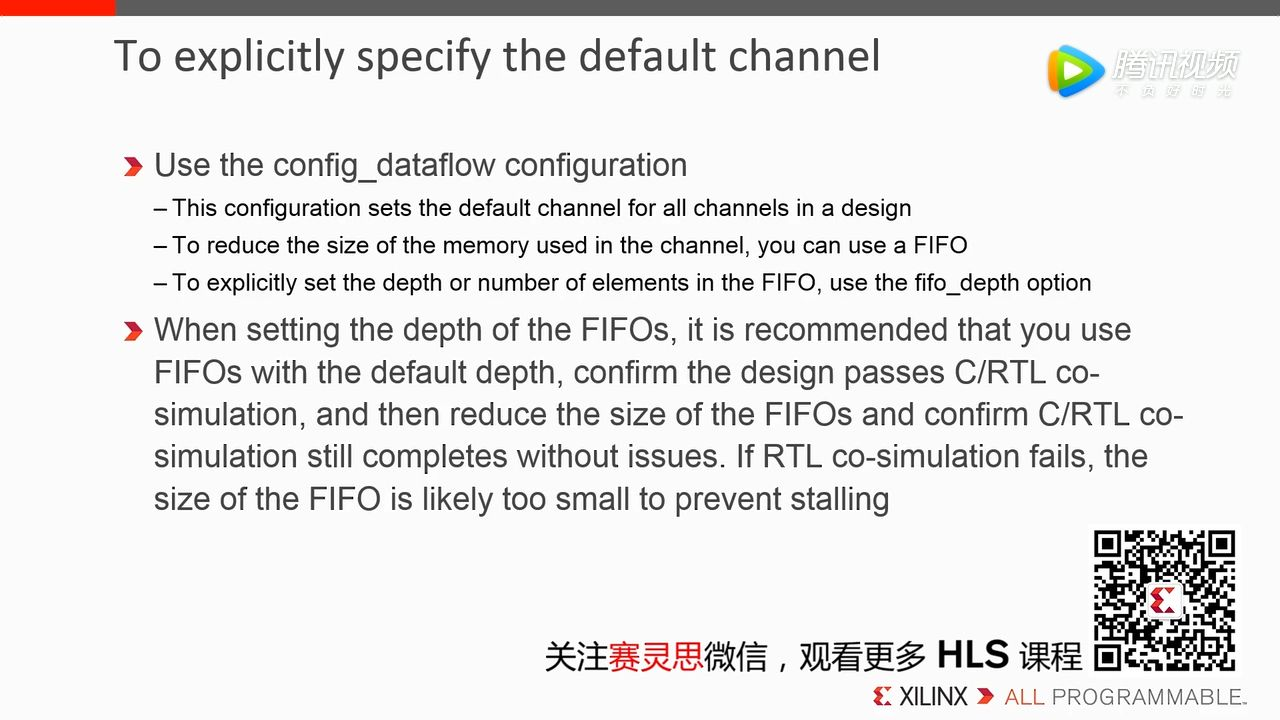 To explicitly specify the default channel
腾讯视频
不负好时光
Use the config_dataflow configuration
– This configuration sets the default channel for all channels in a design
– To reduce the size of the memory used in the channel, you can use a FIFO
– To explicitly set the depth or number of elements in the FIFO, use the fifo_depth option
When setting the depth of the FIFOs, it is recommended that you use
FIFOs with the default depth, confirm the design passes C/RTL co-
simulation, and then reduce the size of the FIFOs and confirm C/RTL co-
simulation still completes without issues. If RTL co-simulation fails, the
size of the FIFO is likely too small to prevent stalling
关注赛灵思微信，观看更多 HLS 课程
XILINX ALL PROGRAMMABLE™